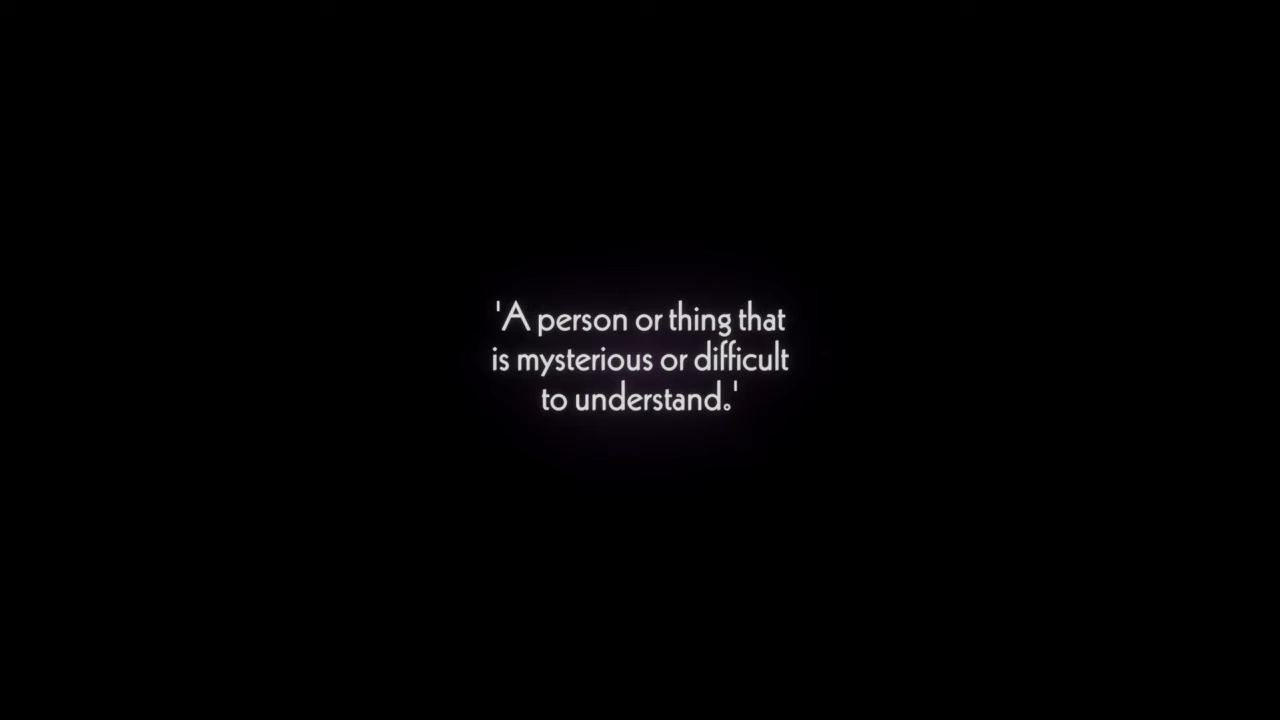 'A person or thing that
is mysterious or difficult
to understand.'